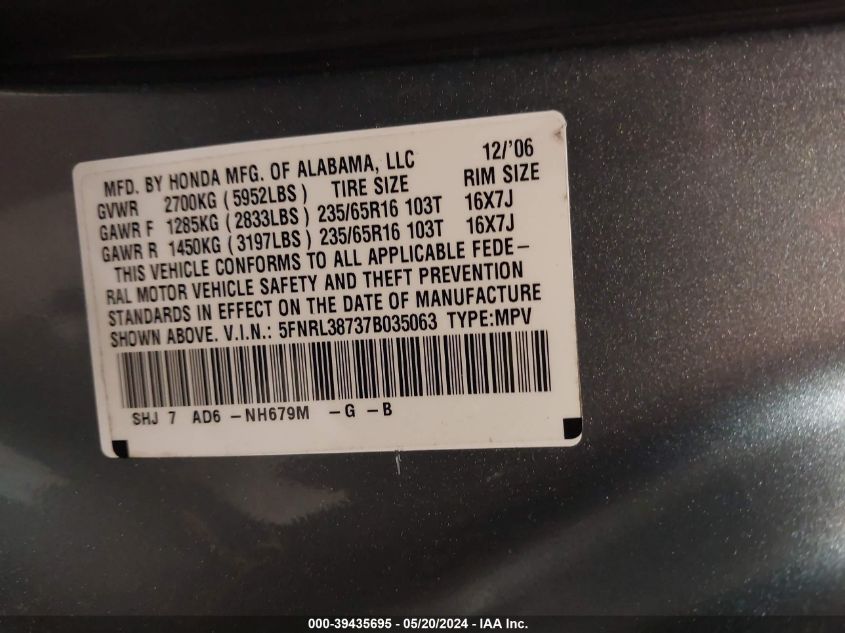 MFD. BY HONDA MFG. OF ALABAMA, LLC 12/'06
GVWR 2700KG (5952LBS) TIRE SIZE RIM SIZE
GAWR F 1285KG (2833LBS) 235/65R16 103T 16X7J
GAWR R 1450KG (3197LBS) 235/65R16 103T 16X7J
THIS VEHICLE CONFORMS TO ALL APPLICABLE FEDE-
RAL MOTOR VEHICLE SAFETY AND THEFT PREVENTION
STANDARDS IN EFFECT ON THE DATE OF MANUFACTURE
SHOWN ABOVE. V.I.N.: 5FNRL38737B035063 TYPE:MPV
SHJ 7 AD6 -NH679M -G -B
000-39435695 - 05/20/2024 - IAA Inc.